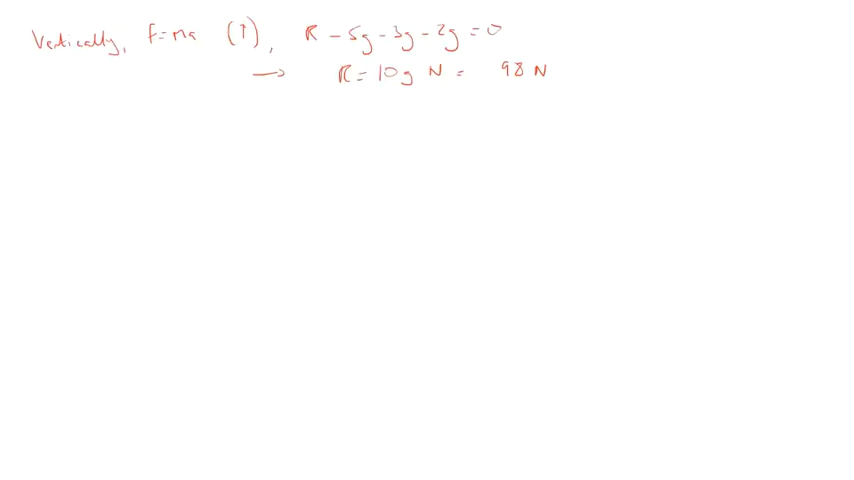 Vertically, F=ma (↑), R - 5g - 3g - 2g = 0
→ R = 10g N = 98 N